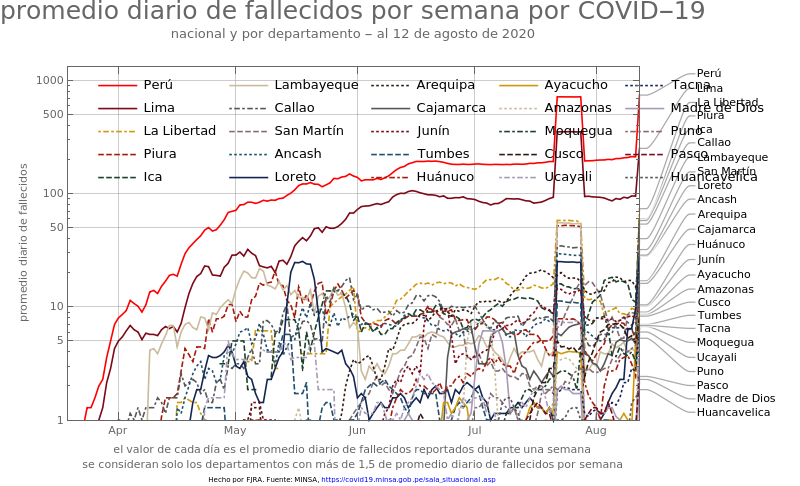 promedio diario de fallecidos por semana por COVID−19
nacional y por departamento − al 12 de agosto de 2020
promedio diario de fallecidos
1000
500
100
50
10
5
1
Apr May Jun Jul Aug
Perú Lambayeque Arequipa Ayacucho Tacna
Lima Callao Cajamarca Amazonas Madre de Dios
La Libertad San Martín Junín Moquegua Puno
Piura Ancash Tumbes Cusco Pasco
Ica Loreto Huánuco Ucayali Huancavelica
Perú
Lima
La Libertad
Piura
Ica
Callao
Lambayeque
San Martín
Loreto
Ancash
Arequipa
Cajamarca
Huánuco
Junín
Ayacucho
Amazonas
Cusco
Tumbes
Tacna
Moquegua
Ucayali
Puno
Pasco
Madre de Dios
Huancavelica
el valor de cada día es el promedio diario de fallecidos reportados durante una semana
se consideran solo los departamentos con más de 1,5 de promedio diario de fallecidos por semana
Hecho por FJRA. Fuente: MINSA, https://covid19.minsa.gob.pe/sala_situacional.asp